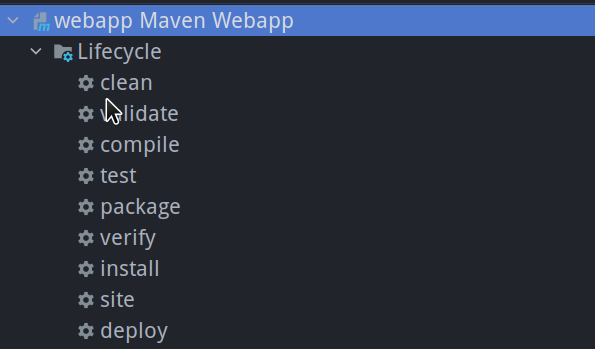 webapp Maven Webapp
Lifecycle
clean
validate
compile
test
package
verify
install
site
deploy